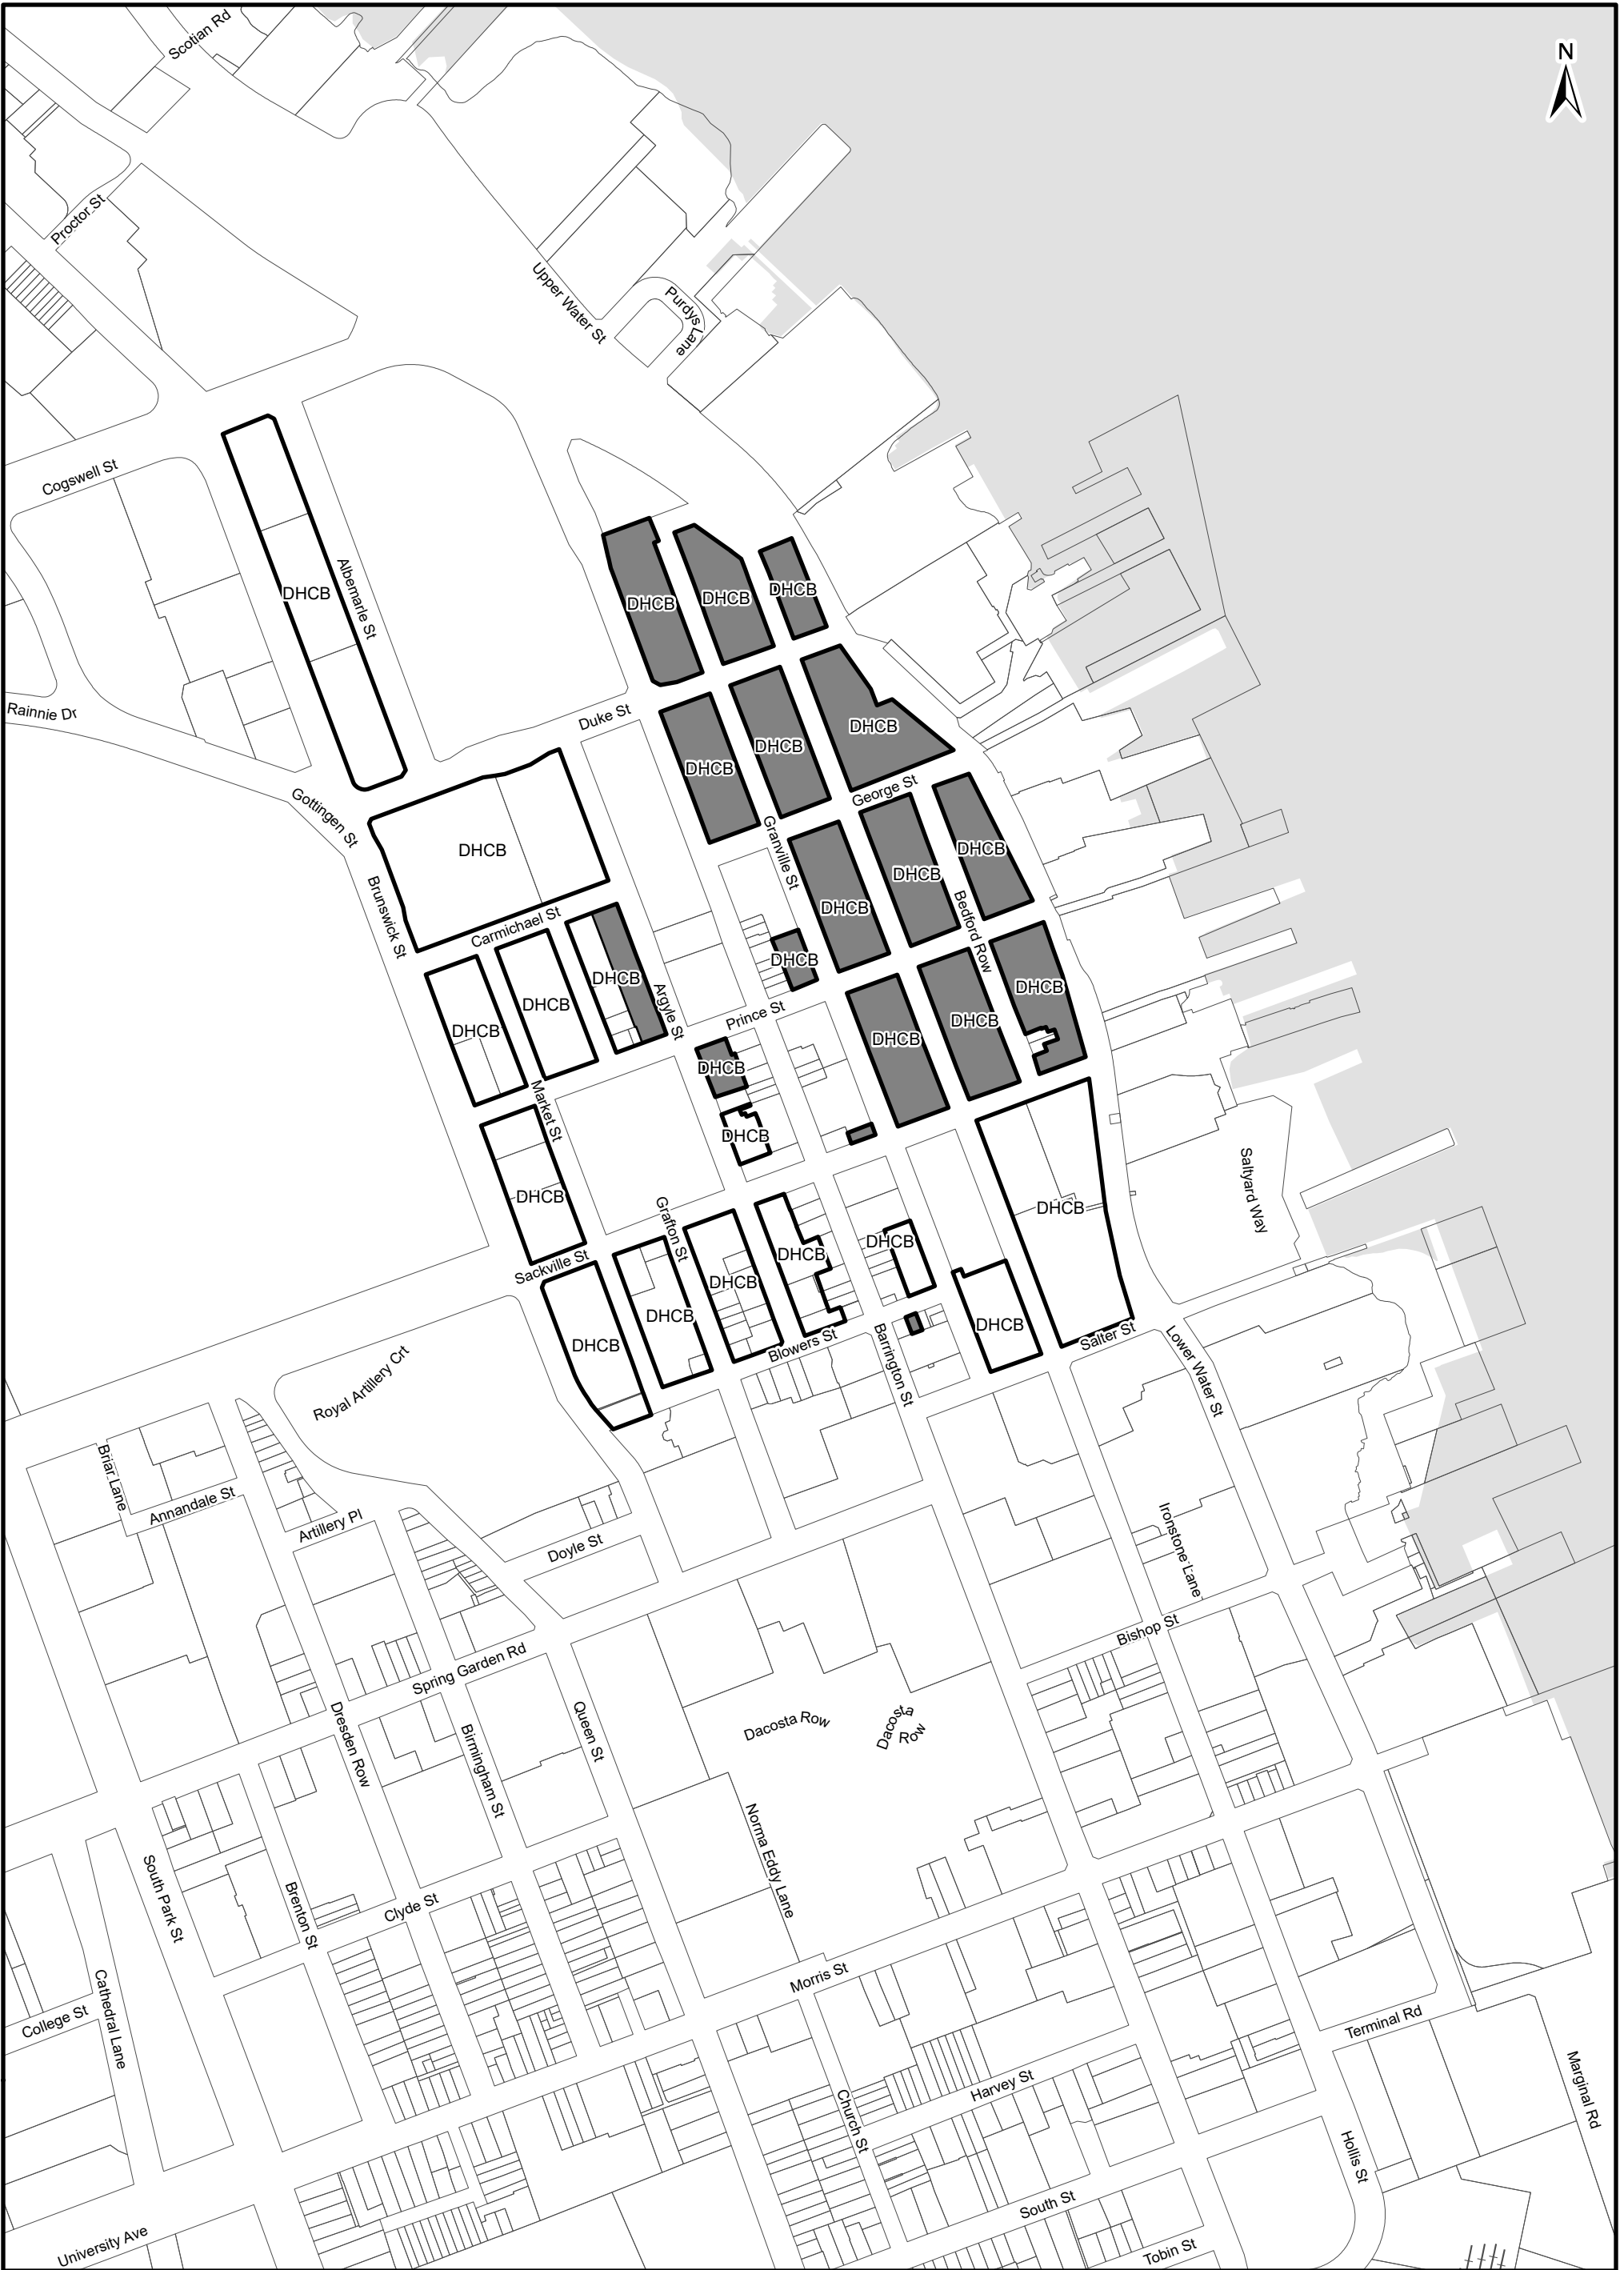 Scotian Rd
N
Proctor St
Upper Water St
Purdys
Lane
Cogswell St
Albemarle St
DHCB
DHCB
DHCB
DHCB
Rainnie Dr
Duke St
DHCB
DHCB
DHCB
Gottingen St
George St
Granville St
DHCB
DHCB
DHCB
DHCB
Brunswick St
Carmichael St
Bedford Row
DHCB
DHCB
DHCB
DHCB
DHCB
DHCB
Argyle St
Prince St
DHCB
DHCB
DHCB
DHCB
Market St
DHCB
DHCB
Saltyard Way
DHCB
Grafton St
DHCB
DHCB
Sackville St
DHCB
DHCB
DHCB
DHCB
DHCB
Blowers St
Barrington St
Salter St
Lower Water St
Royal Artillery Crt
Briar Lane
Annandale St
Artillery Pl
Doyle St
Ironstone Lane
Bishop St
Spring Garden Rd
Dresden Row
Birmingham St
Queen St
Dacosta Row
Dacosta
Row
Norma Eddy Lane
South Park St
Brenton St
Clyde St
Cathedral Lane
College St
Morris St
Terminal Rd
Marginal Rd
Church St
Harvey St
Hollis St
South St
University Ave
Tobin St